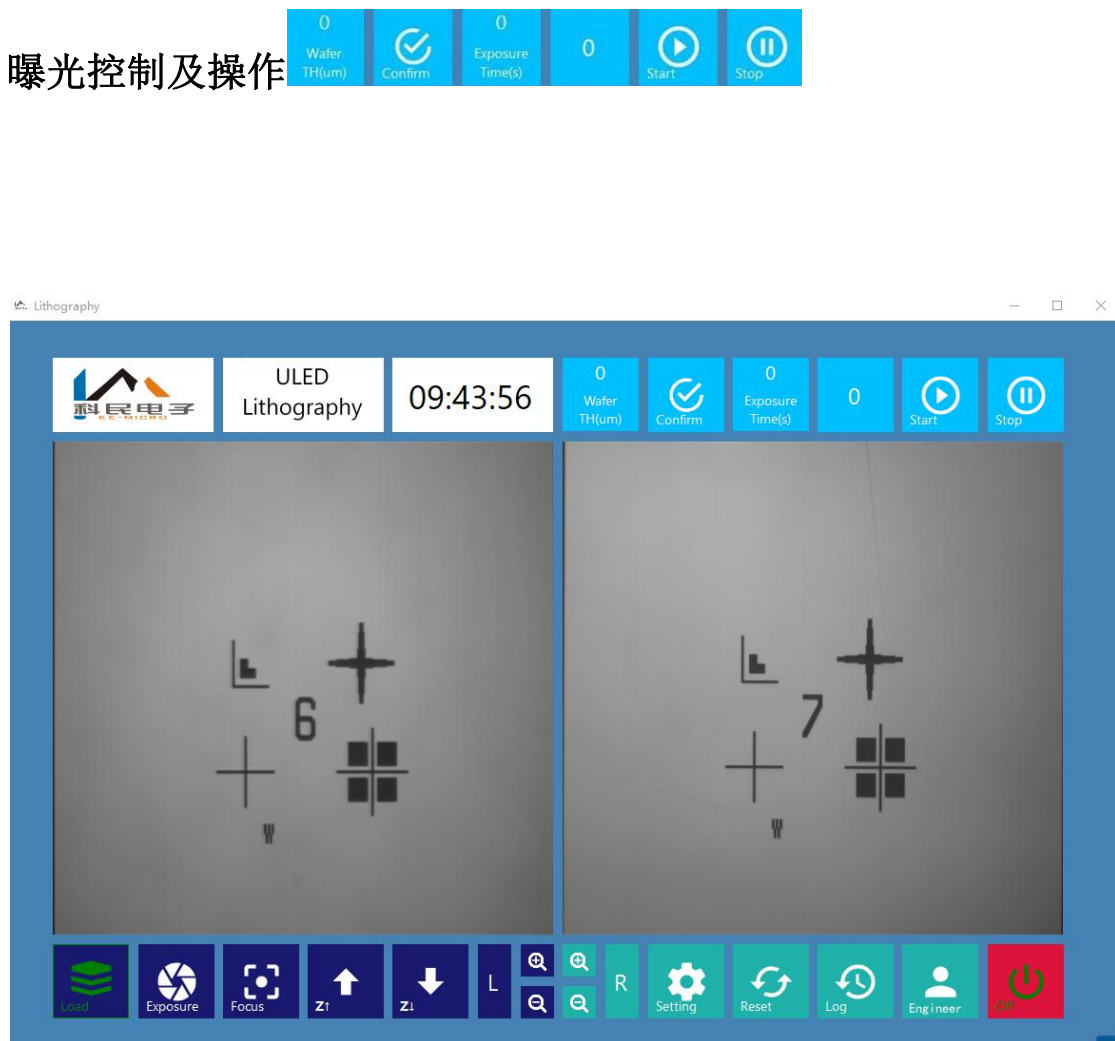 曝光控制及操作
0
Wafer
TH(um)
Confirm
0
Exposure
Time(s)
0
Start
Stop
Lithography
科民电子
KE-MICRO
ULED
Lithography
09:43:56
0
Wafer
TH(um)
Confirm
0
Exposure
Time(s)
0
Start
Stop
6
7
Load
Exposure
Focus
Z↑
Z↓
L
R
Setting
Reset
Log
Engineer
Off